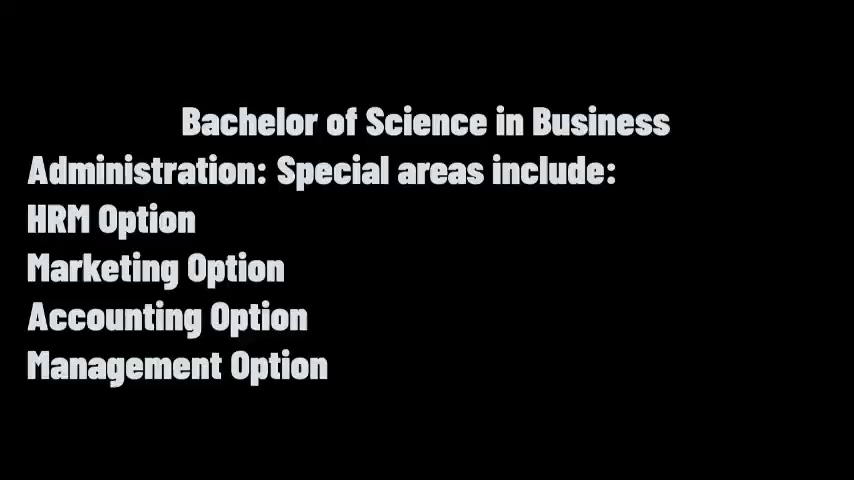 Bachelor of Science in Business
Administration: Special areas include:
HRM Option
Marketing Option
Accounting Option
Management Option